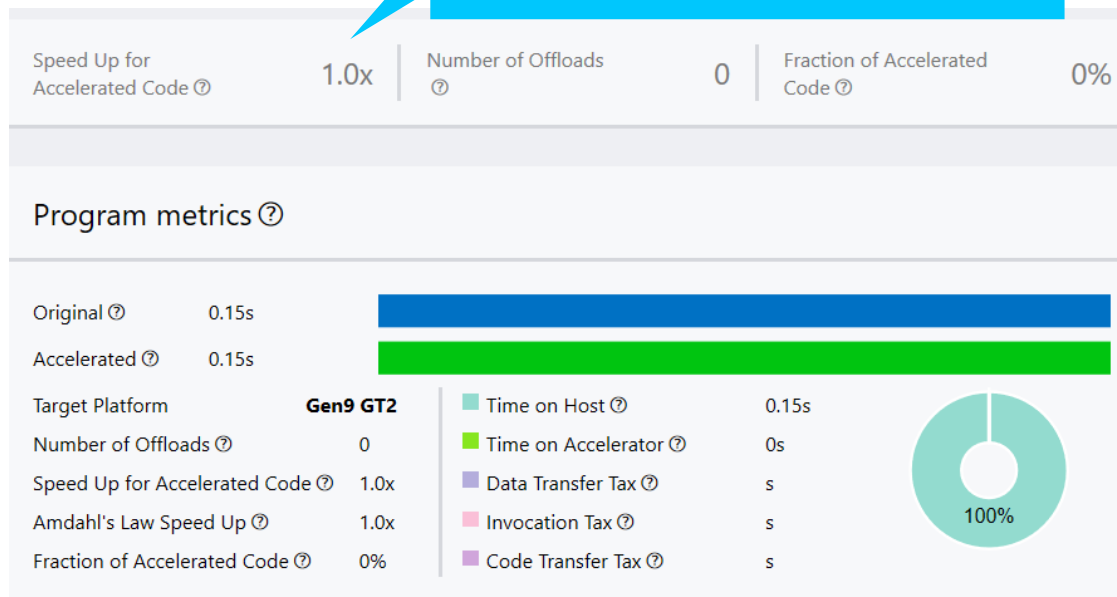 Speed Up for
Accelerated Code ?
1.0x
Number of Offloads
?
0
Fraction of Accelerated
Code ?
0%
Program metrics ?
Original ? 0.15s
Accelerated ? 0.15s
Target Platform Gen9 GT2
Number of Offloads ? 0
Speed Up for Accelerated Code ? 1.0x
Amdahl's Law Speed Up ? 1.0x
Fraction of Accelerated Code ? 0%
Time on Host ? 0.15s
Time on Accelerator ? 0s
Data Transfer Tax ? s
Invocation Tax ? s
Code Transfer Tax ? s
100%